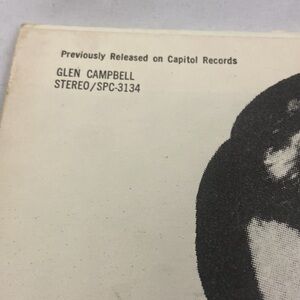 Previously Released on Capitol Records
GLEN CAMPBELL
STEREO/SPC-3134